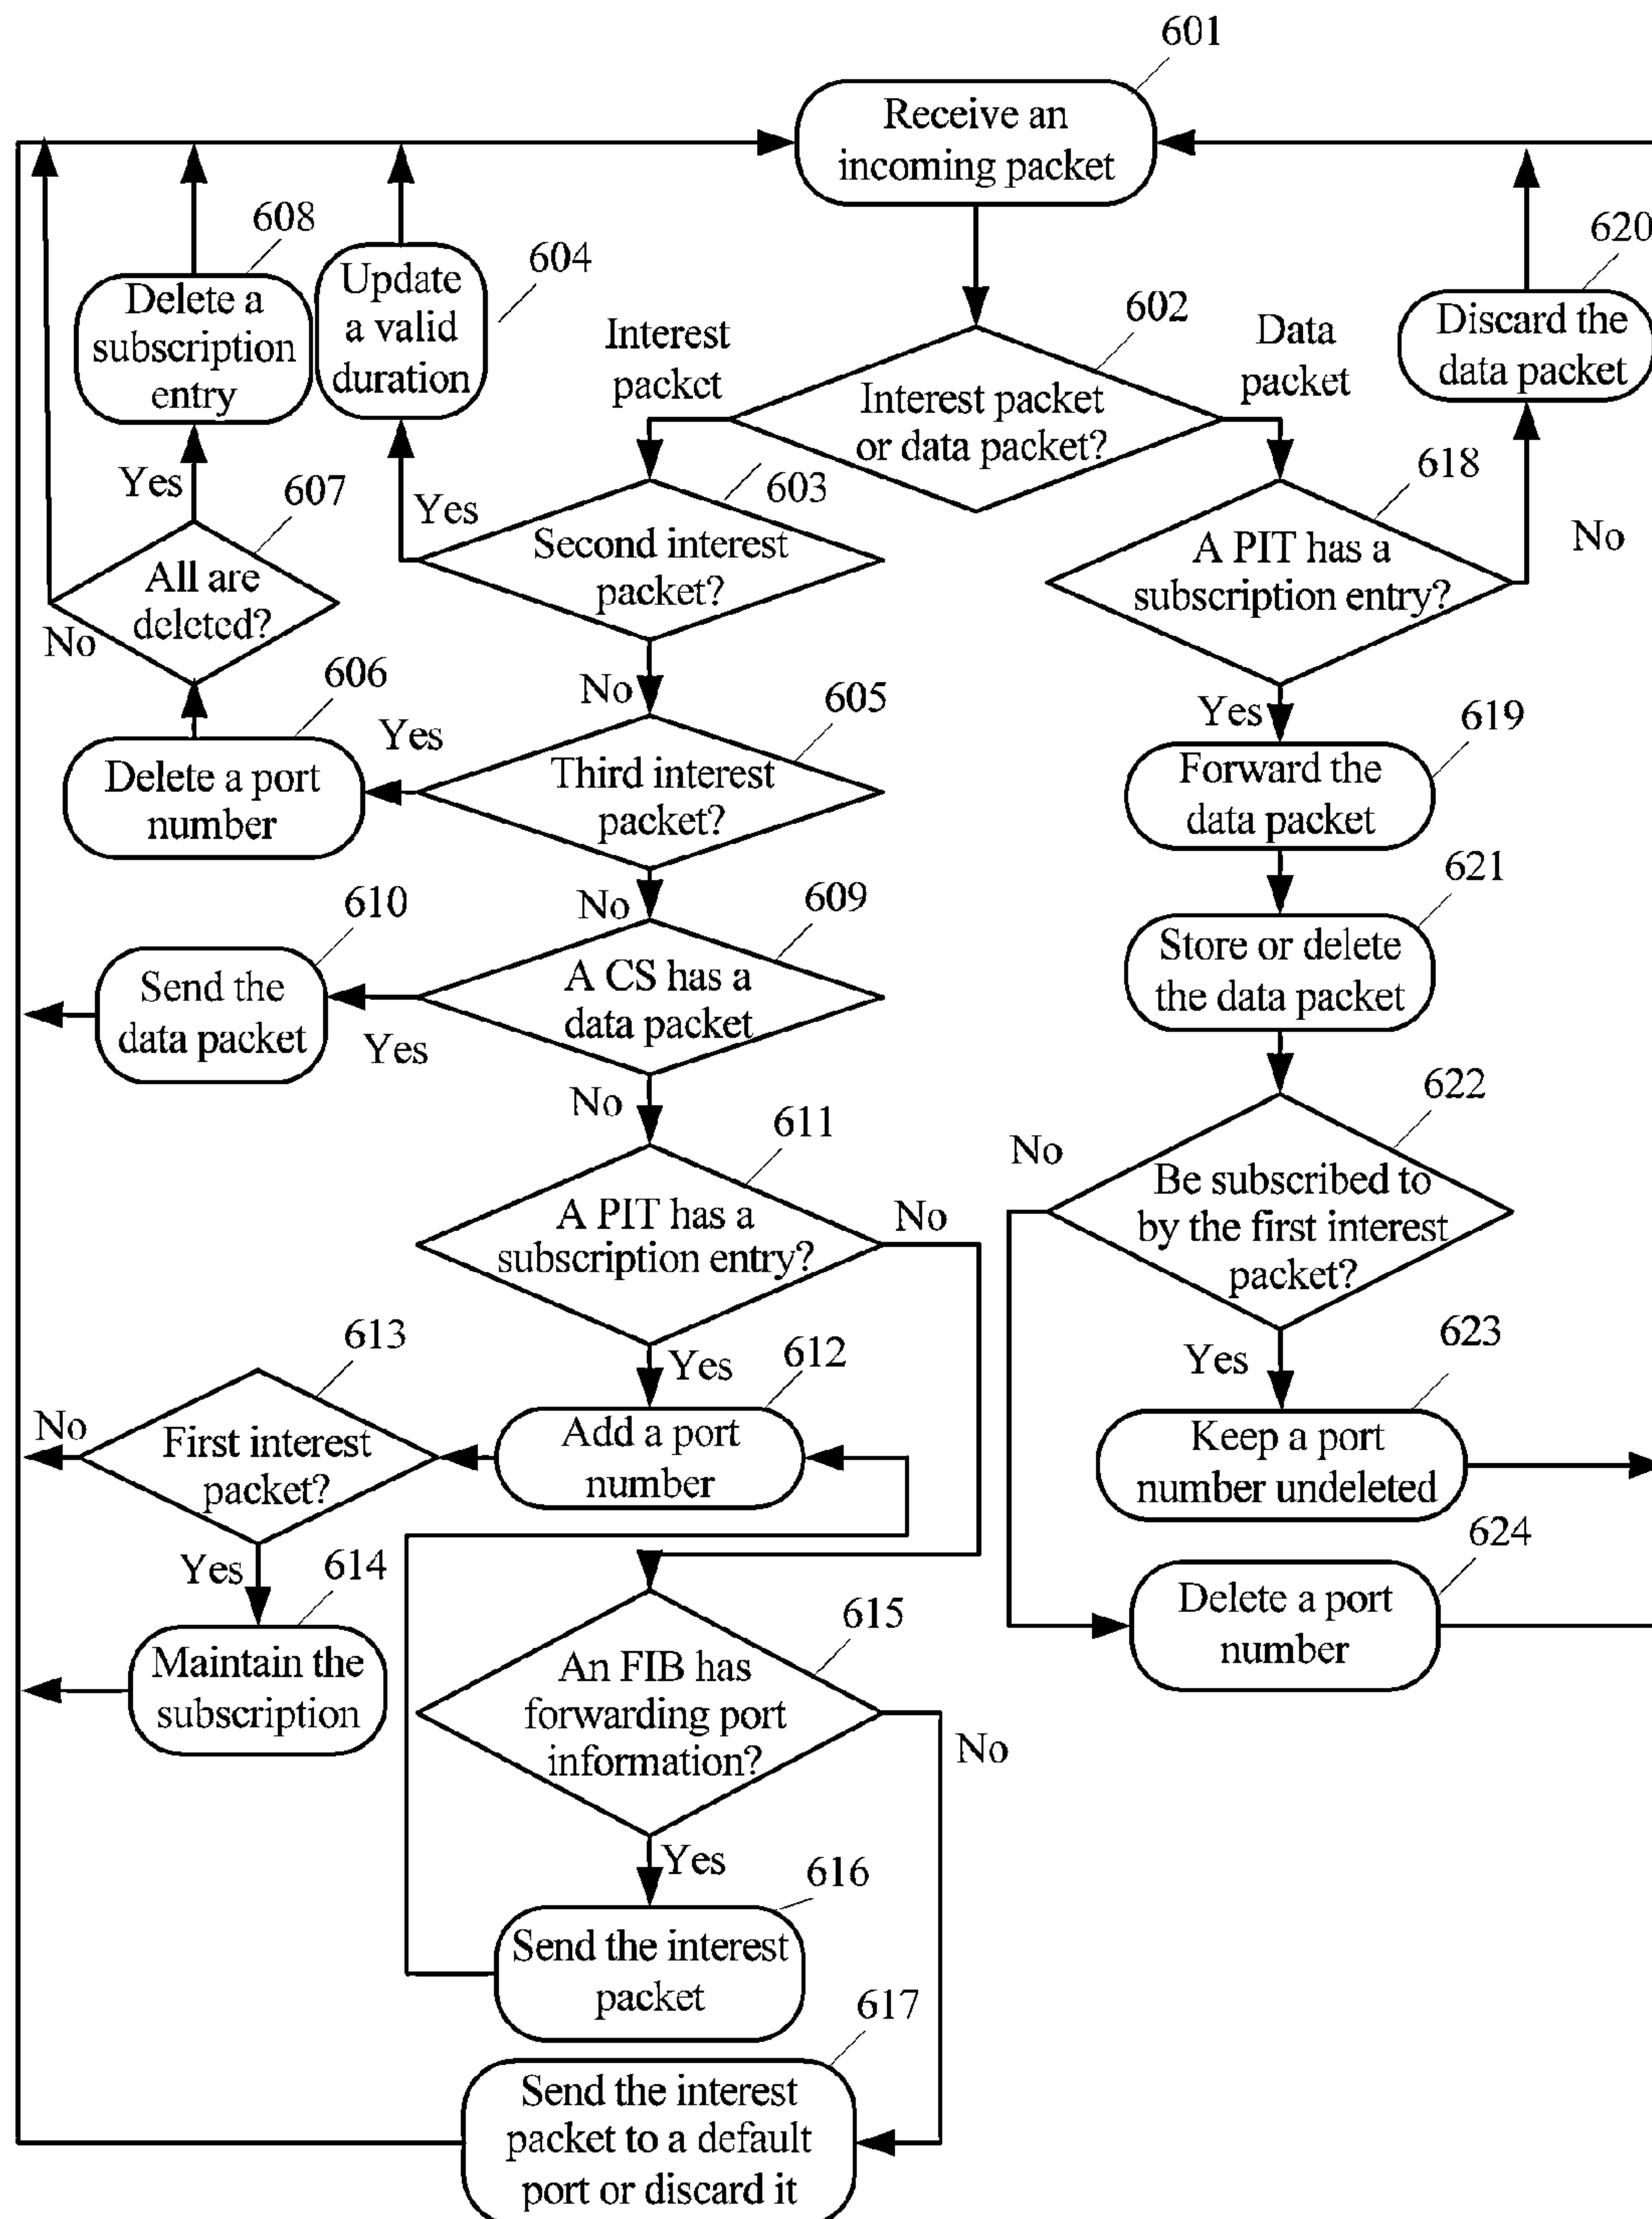 601
Receive an
incoming packet
608
604
620
Delete a
subscription
entry
Update
a valid
duration
Interest
packet
602
Data
packet
Discard the
data packet
Interest packet
or data packet?
Yes
607
Yes
603
618
No
All are
deleted?
No
Second interest
packet?
A PIT has a
subscription entry?
606
Yes
No
605
Yes
619
Delete a port
number
Third interest
packet?
Forward the
data packet
610
No
609
621
Send the
data packet
Yes
A CS has a
data packet
Store or delete
the data packet
No
611
622
No
A PIT has a
subscription entry?
No
Be subscribed to
by the first interest
packet?
613
Yes
612
Yes
623
No
First interest
packet?
Add a port
number
Keep a port
number undeleted
Yes
614
615
624
Maintain the
subscription
An FIB has
forwarding port
information?
No
Delete a port
number
Yes
616
Send the interest
packet
617
Send the interest
packet to a default
port or discard it